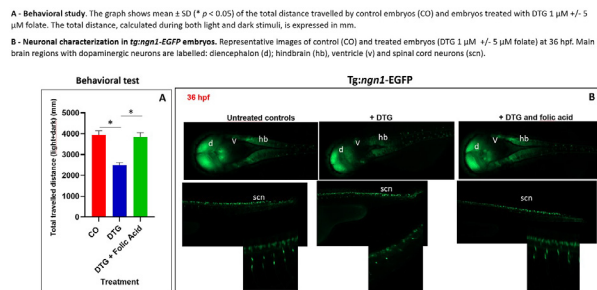 A - Behavioral study. The graph shows mean ± SD (* p < 0.05) of the total distance travelled by control embryos (CO) and embryos treated with DTG 1 μM +/- 5
μM folate. The total distance, calculated during both light and dark stimuli, is expressed in mm.
B - Neuronal characterization in tg:ngn1-EGFP embryos. Representative images of control (CO) and treated embryos (DTG 1 μM +/- 5 μM folate) at 36 hpf. Main
brain regions with dopaminergic neurons are labelled: diencephalon (d); hindbrain (hb), ventricle (v) and spinal cord neurons (scn).
Behavioral test
Tg:ngn1-EGFP
A
Total travelled distance (light+dark) (mm)
5000
4000
3000
2000
1000
0
*
*
CO
DTG
DTG + Folic Acid
Treatment
36 hpf
B
Untreated controls
+ DTG
+ DTG and folic acid
d
v
hb
d
v
hb
d
v
hb
scn
scn
scn